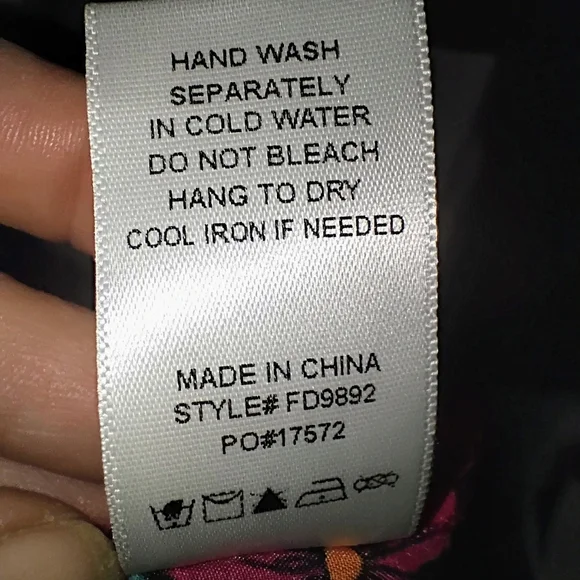 HAND WASH
SEPARATELY
IN COLD WATER
DO NOT BLEACH
HANG TO DRY
COOL IRON IF NEEDED
MADE IN CHINA
STYLE# FD9892
PO#17572